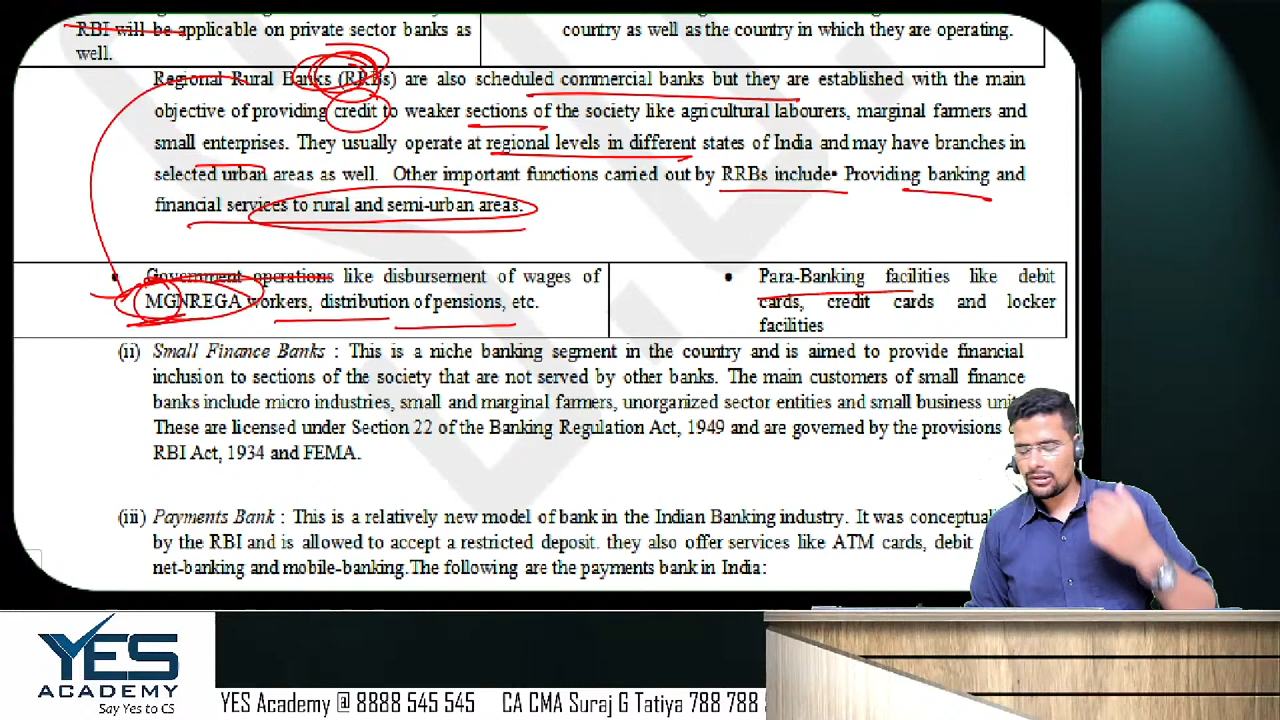 RBI will be applicable on private sector banks as
well.
country as well as the country in which they are operating.
Regional Rural Banks (RRBs) are also scheduled commercial banks but they are established with the main
objective of providing credit to weaker sections of the society like agricultural labourers, marginal farmers and
small enterprises. They usually operate at regional levels in different states of India and may have branches in
selected urban areas as well. Other important functions carried out by RRBs include• Providing banking and
financial services to rural and semi-urban areas.
• Government operations like disbursement of wages of
MGNREGA workers, distribution of pensions, etc.
• Para-Banking facilities like debit
cards, credit cards and locker
facilities
(ii) Small Finance Banks : This is a niche banking segment in the country and is aimed to provide financial
inclusion to sections of the society that are not served by other banks. The main customers of small finance
banks include micro industries, small and marginal farmers, unorganized sector entities and small business
These are licensed under Section 22 of the Banking Regulation Act, 1949 and are governed by the provisions
RBI Act, 1934 and FEMA.
(iii) Payments Bank : This is a relatively new model of bank in the Indian Banking industry. It was
by the RBI and is allowed to accept a restricted deposit. they also offer services like ATM cards, debit
net-banking and mobile-banking.The following are the payments bank in India:
YES
ACADEMY
Say Yes to CS
YES Academy @ 8888 545 545 CA CMA Suraj G Tatiya 788 788